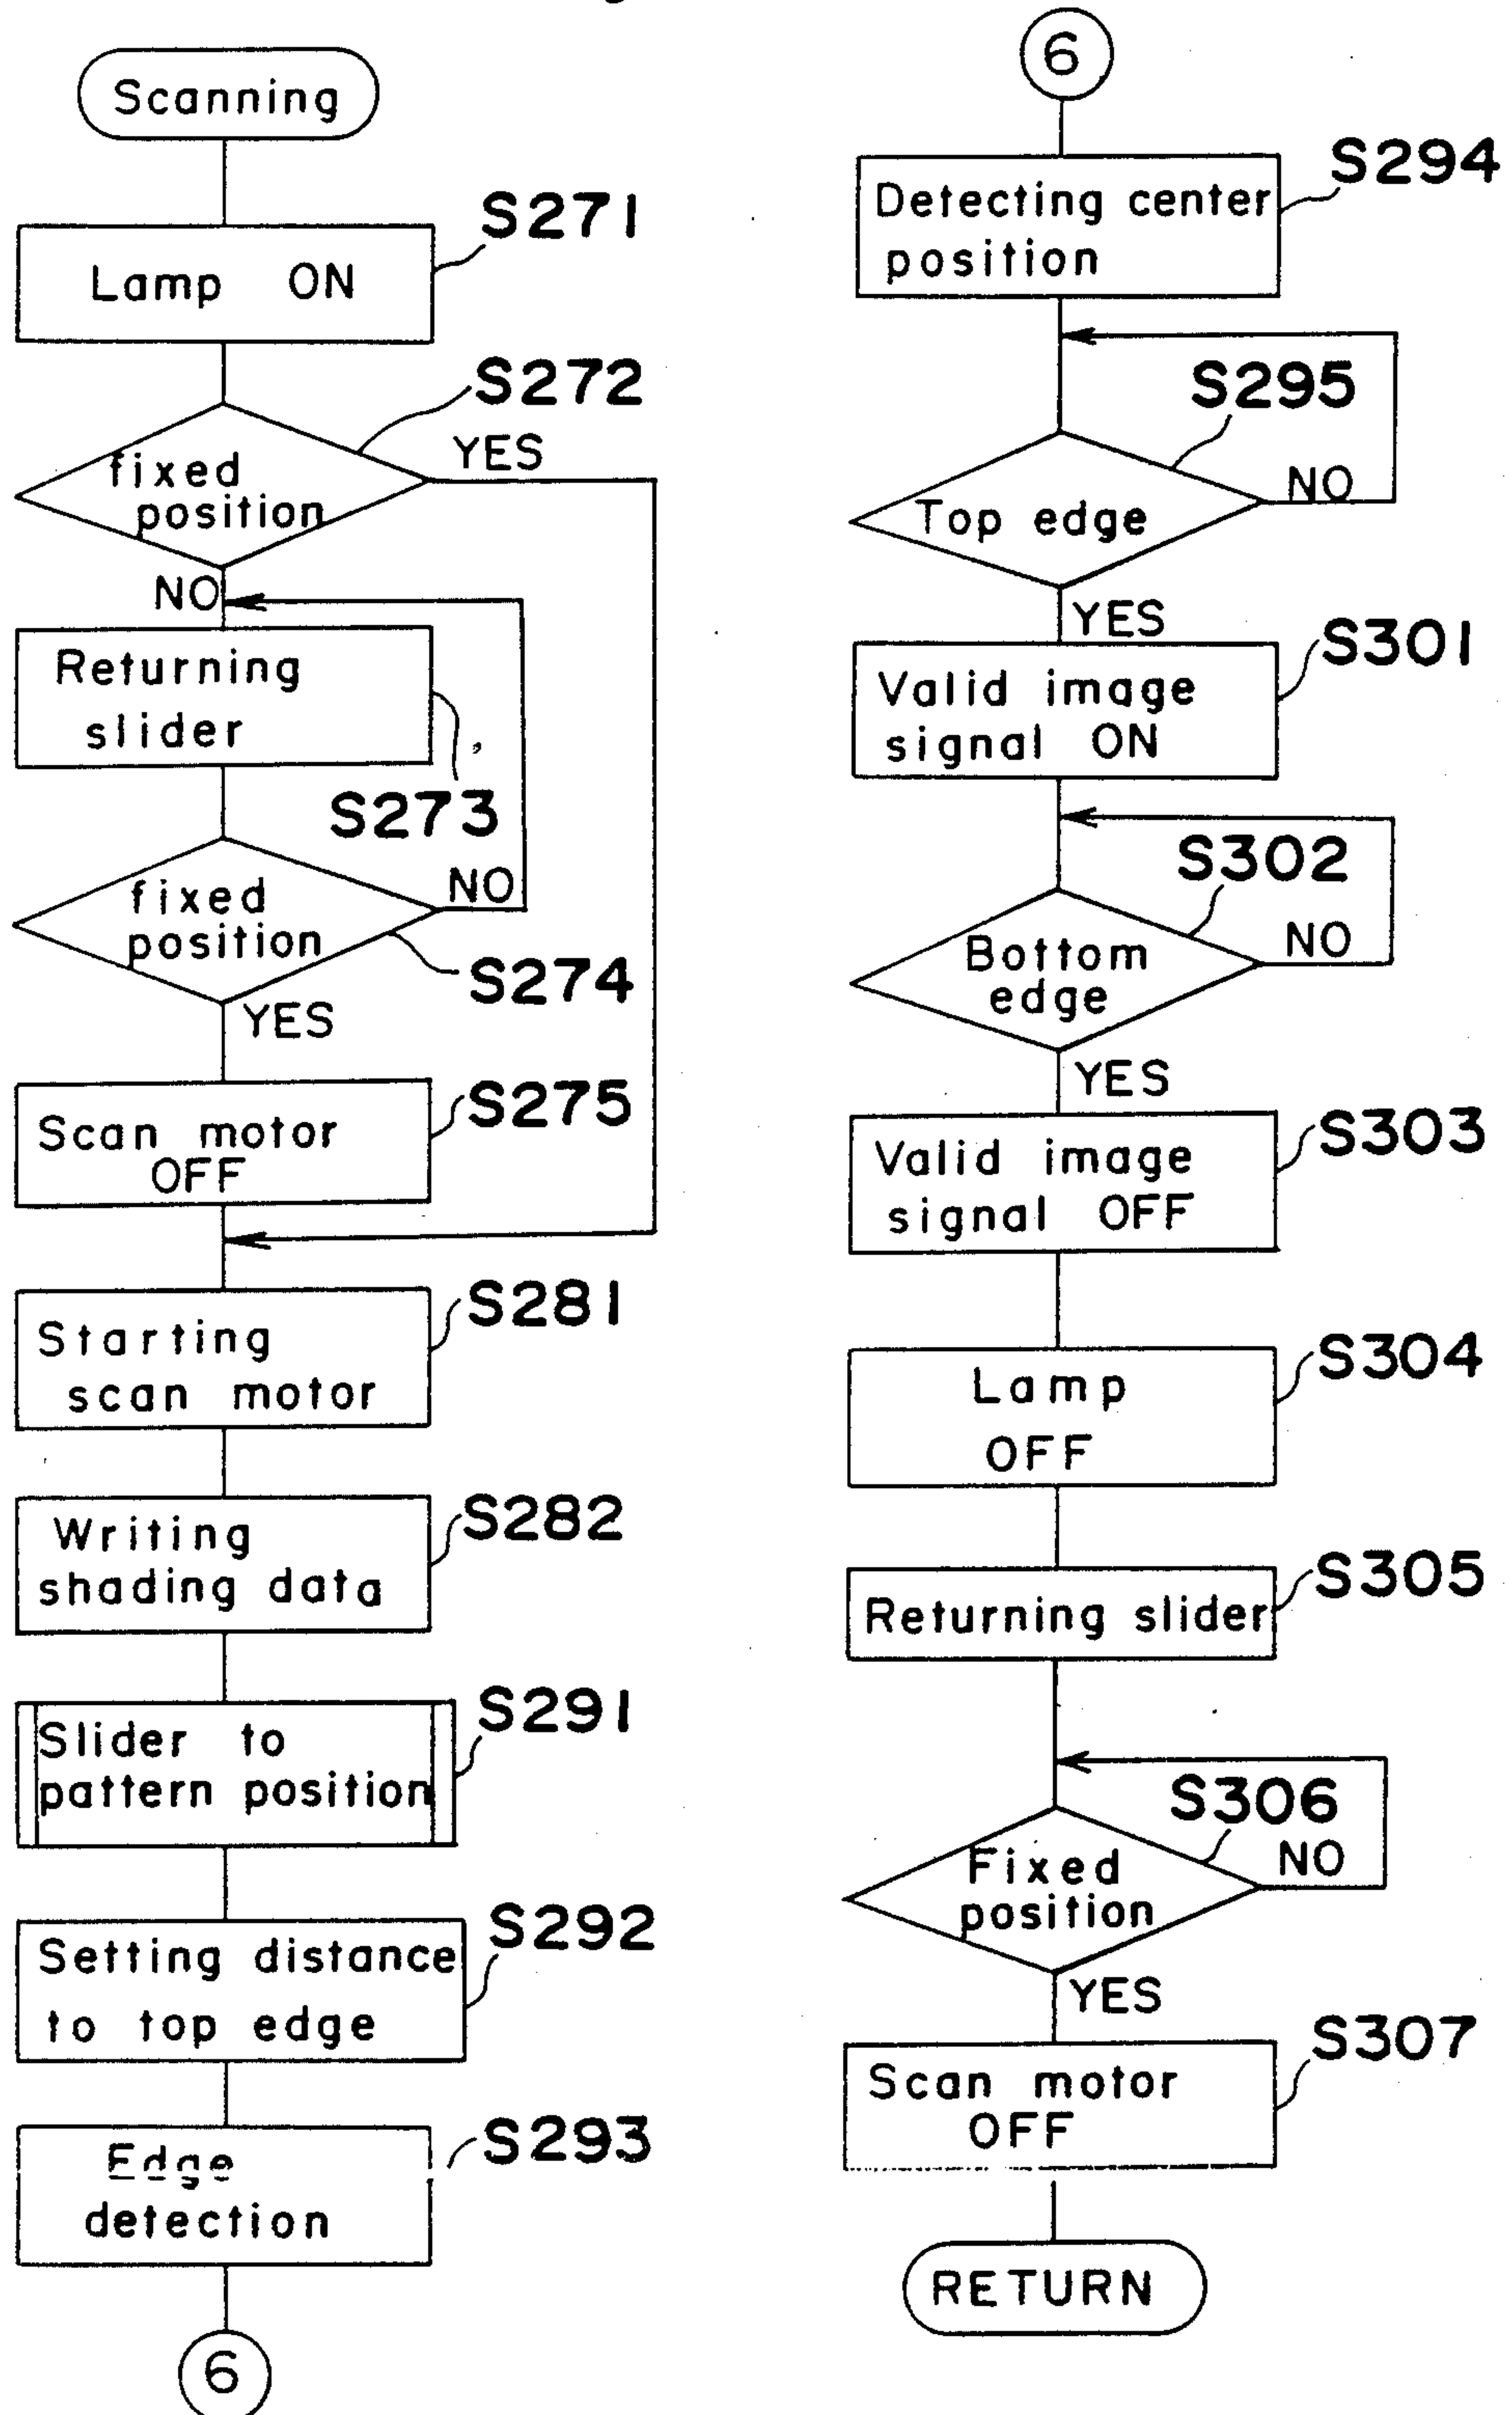 Scanning
S271
Lamp ON
S272
YES
fixed
position
NO
Returning
slider
S273
NO
fixed
position
S274
YES
S275
Scan motor
OFF
S281
Starting
scan motor
S282
Writing
shading data
S291
Slider to
pattern position
S292
Setting distance
to top edge
S293
Edge
detection
6
6
S294
Detecting center
position
S295
NO
Top edge
YES
S301
Valid image
signal ON
S302
NO
Bottom
edge
YES
S303
Valid image
signal OFF
S304
Lamp
OFF
S305
Returning slider
S306
NO
Fixed
position
YES
S307
Scan motor
OFF
RETURN